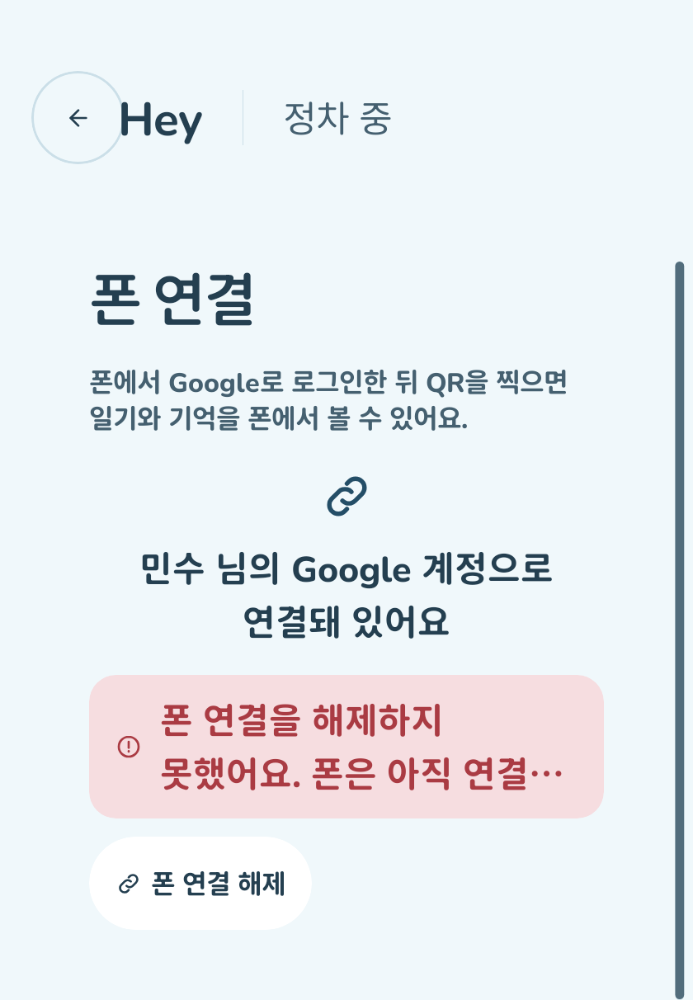 Hey
정차 중
폰 연결
폰에서 Google로 로그인한 뒤 QR을 찍으면
일기와 기억을 폰에서 볼 수 있어요.
민수 님의 Google 계정으로
연결돼 있어요
폰 연결을 해제하지
못했어요. 폰은 아직 연결…
폰 연결 해제